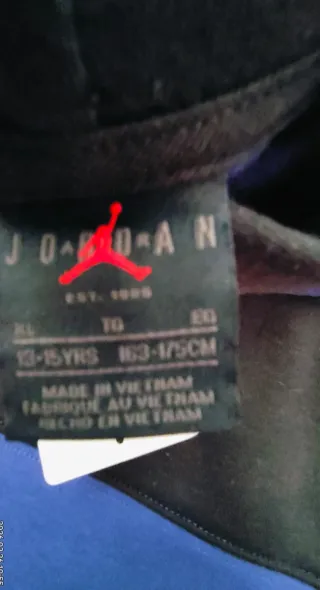 JORDAN
EST. 1985
XL TG EG
13-15YRS 163-175CM
MADE IN VIETNAM
FABRIQUE AU VIETNAM
HECHO EN VIETNAM